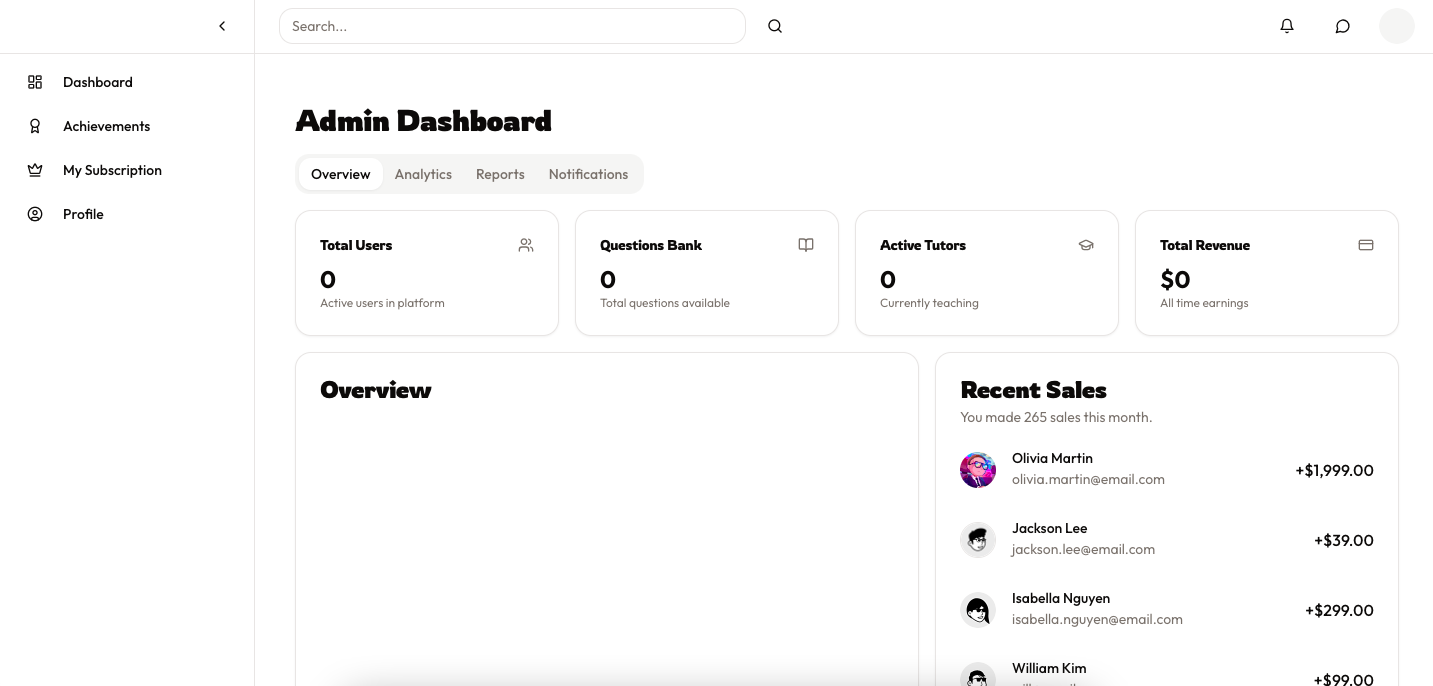 Search...
Dashboard
Achievements
My Subscription
Profile
Admin Dashboard
Overview
Analytics
Reports
Notifications
Total Users
0
Active users in platform
Questions Bank
0
Total questions available
Active Tutors
0
Currently teaching
Total Revenue
$0
All time earnings
Overview
Recent Sales
You made 265 sales this month.
Olivia Martin
olivia.martin@email.com
+$1,999.00
Jackson Lee
jackson.lee@email.com
+$39.00
Isabella Nguyen
isabella.nguyen@email.com
+$299.00
William Kim
+$99.00